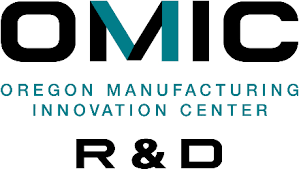 OMIC
OREGON MANUFACTURING
INNOVATION CENTER
R & D